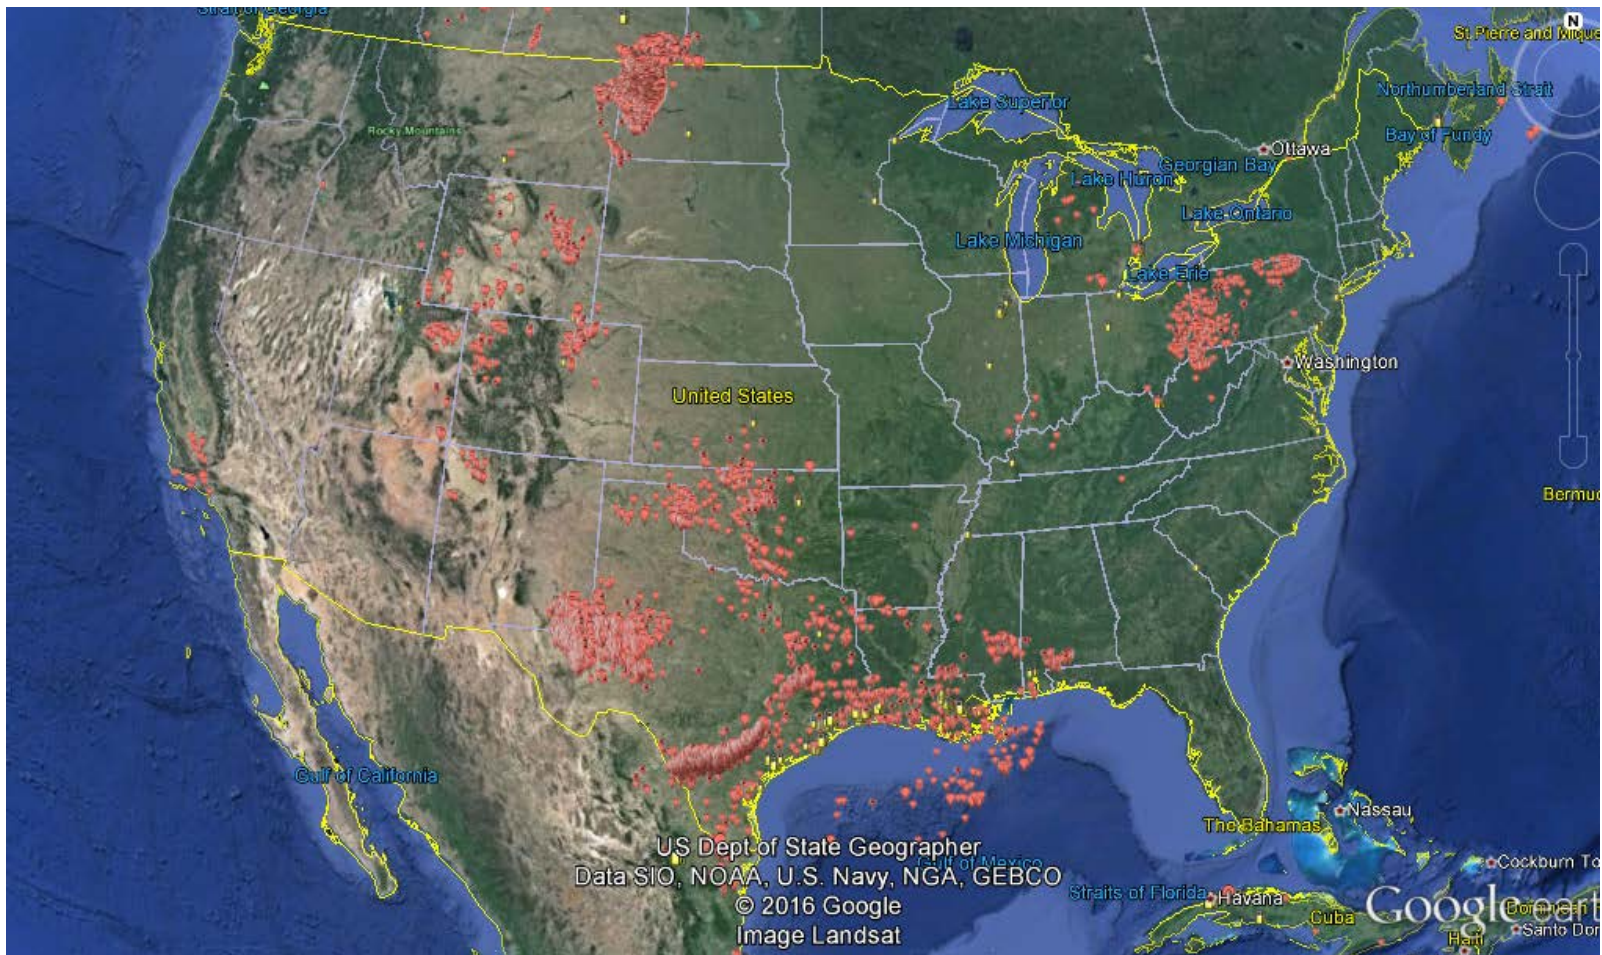 Strait of Georgia
N
St Pierre and Mique
Lake Superior
Northumberland Strait
Rocky Mountains
Bay of Fundy
Ottawa
Georgian Bay
Lake Huron
Lake Ontario
Lake Michigan
Lake Erie
Washington
United States
Bermuc
Gulf of California
Nassau
The Bahamas
US Dept of State Geographer
Gulf of Mexico
Data SIO, NOAA, U.S. Navy, NGA, GEBCO
Cockburn To
Straits of Florida
Havana
© 2016 Google
Google eart
Cuba
Image Landsat
Haiti
Santo Dor